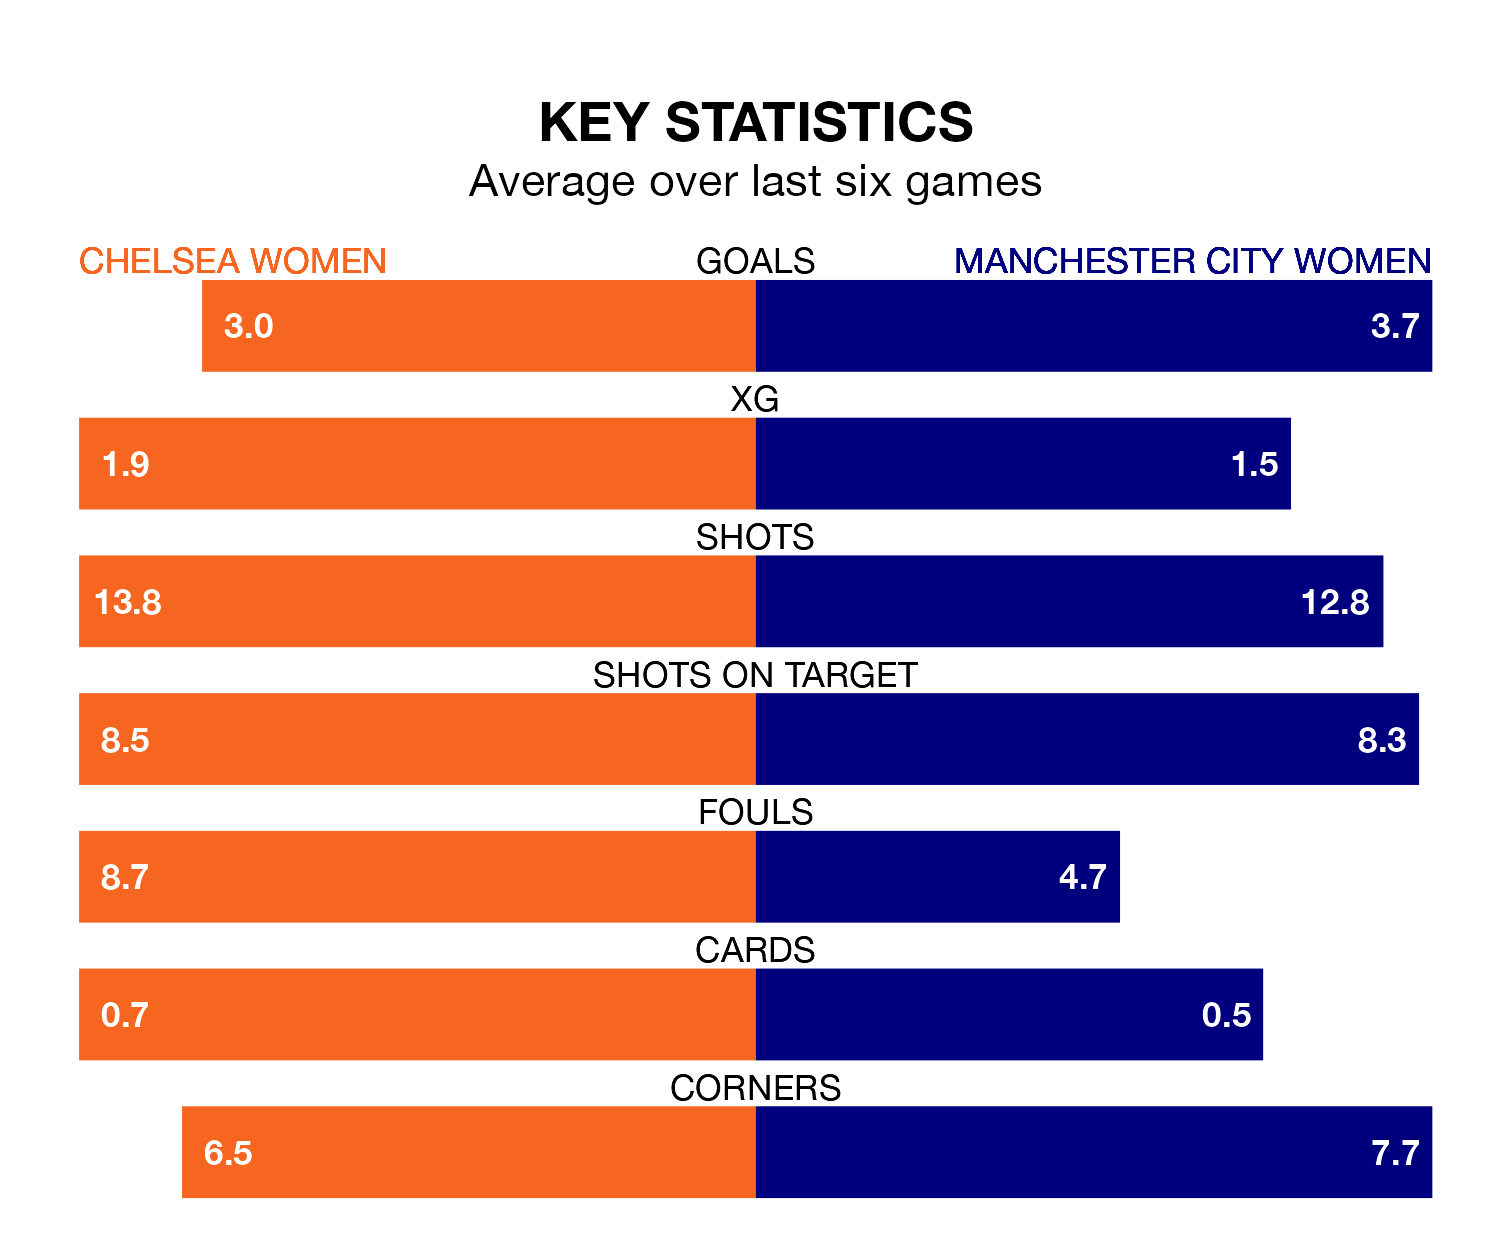 KEY STATISTICS
Average over last six games
CHELSEA WOMEN GOALS MANCHESTER CITY WOMEN
3.0 3.7
XG
1.9 1.5
SHOTS
13.8 12.8
SHOTS ON TARGET
8.5 8.3
FOULS
8.7 4.7
CARDS
0.7 0.5
CORNERS
6.5 7.7